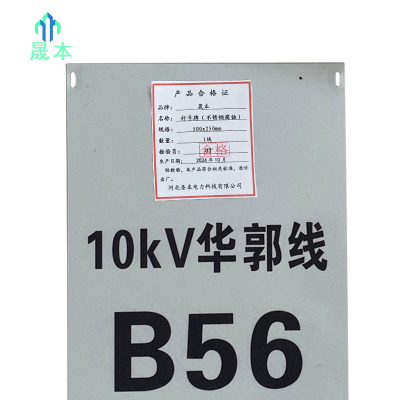 晟本
产品合格证
品牌: 晟本
名称: 杆号牌(不锈钢腐蚀)
规格: 500x250mm
数量: 1块
检验员: 合格
生产日期: 2024年10月
经检验,本产品符合相关标准,准许
出厂。
河北圣本电力科技有限公司
10kV华郭线
B56